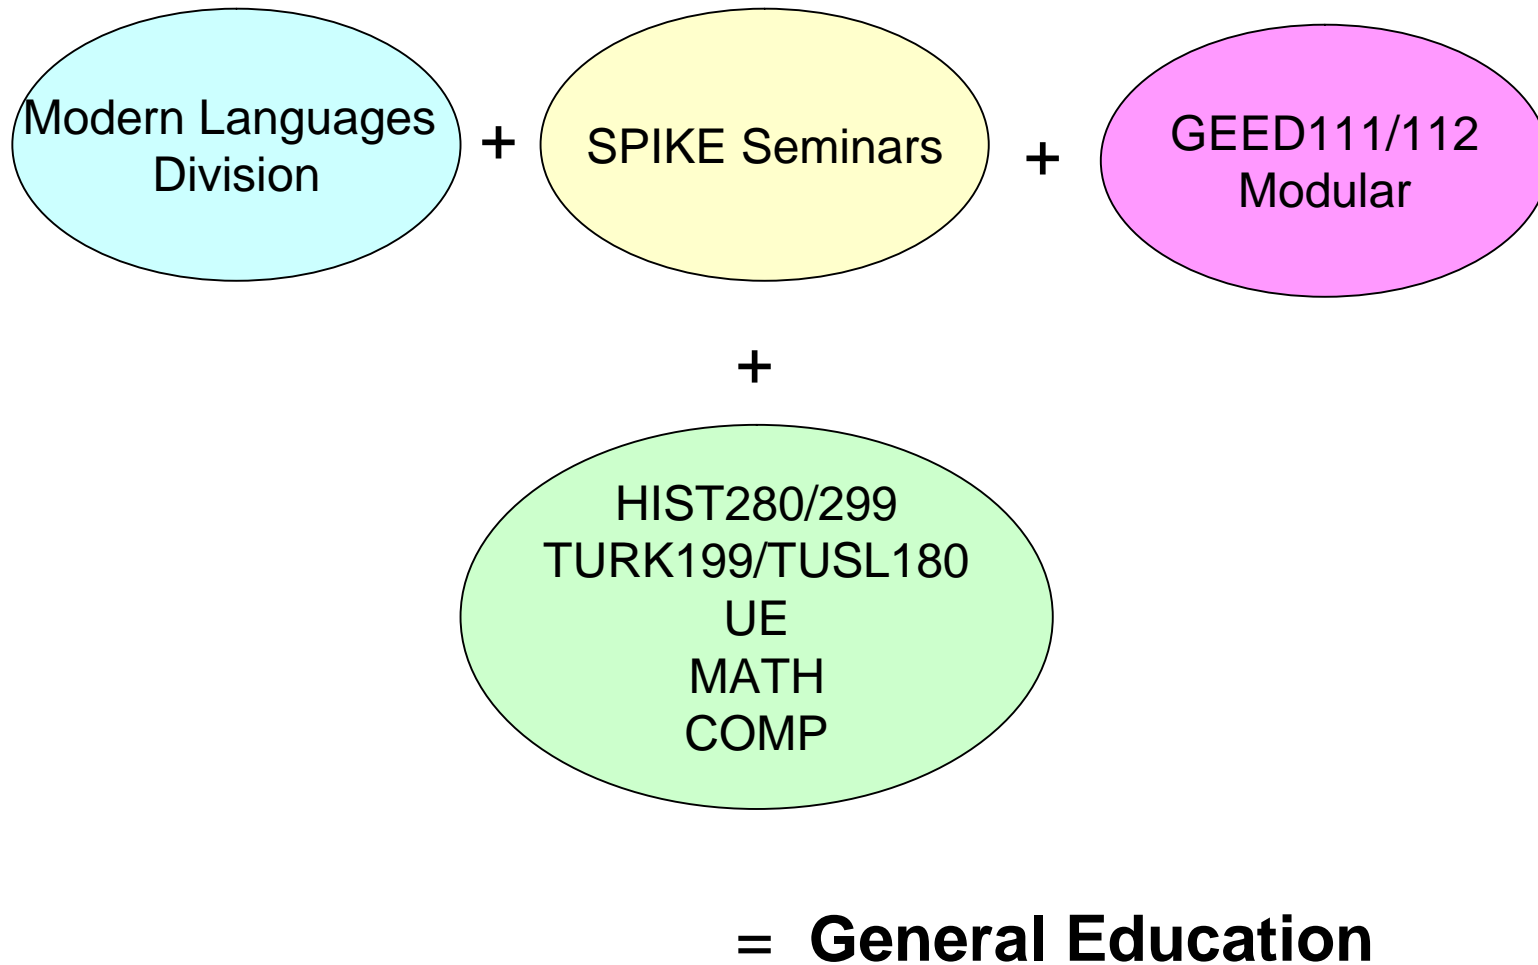 Modern Languages
Division
+
SPIKE Seminars
+
GEED111/112
Modular
+
HIST280/299
TURK199/TUSL180
UE
MATH
COMP
= General Education